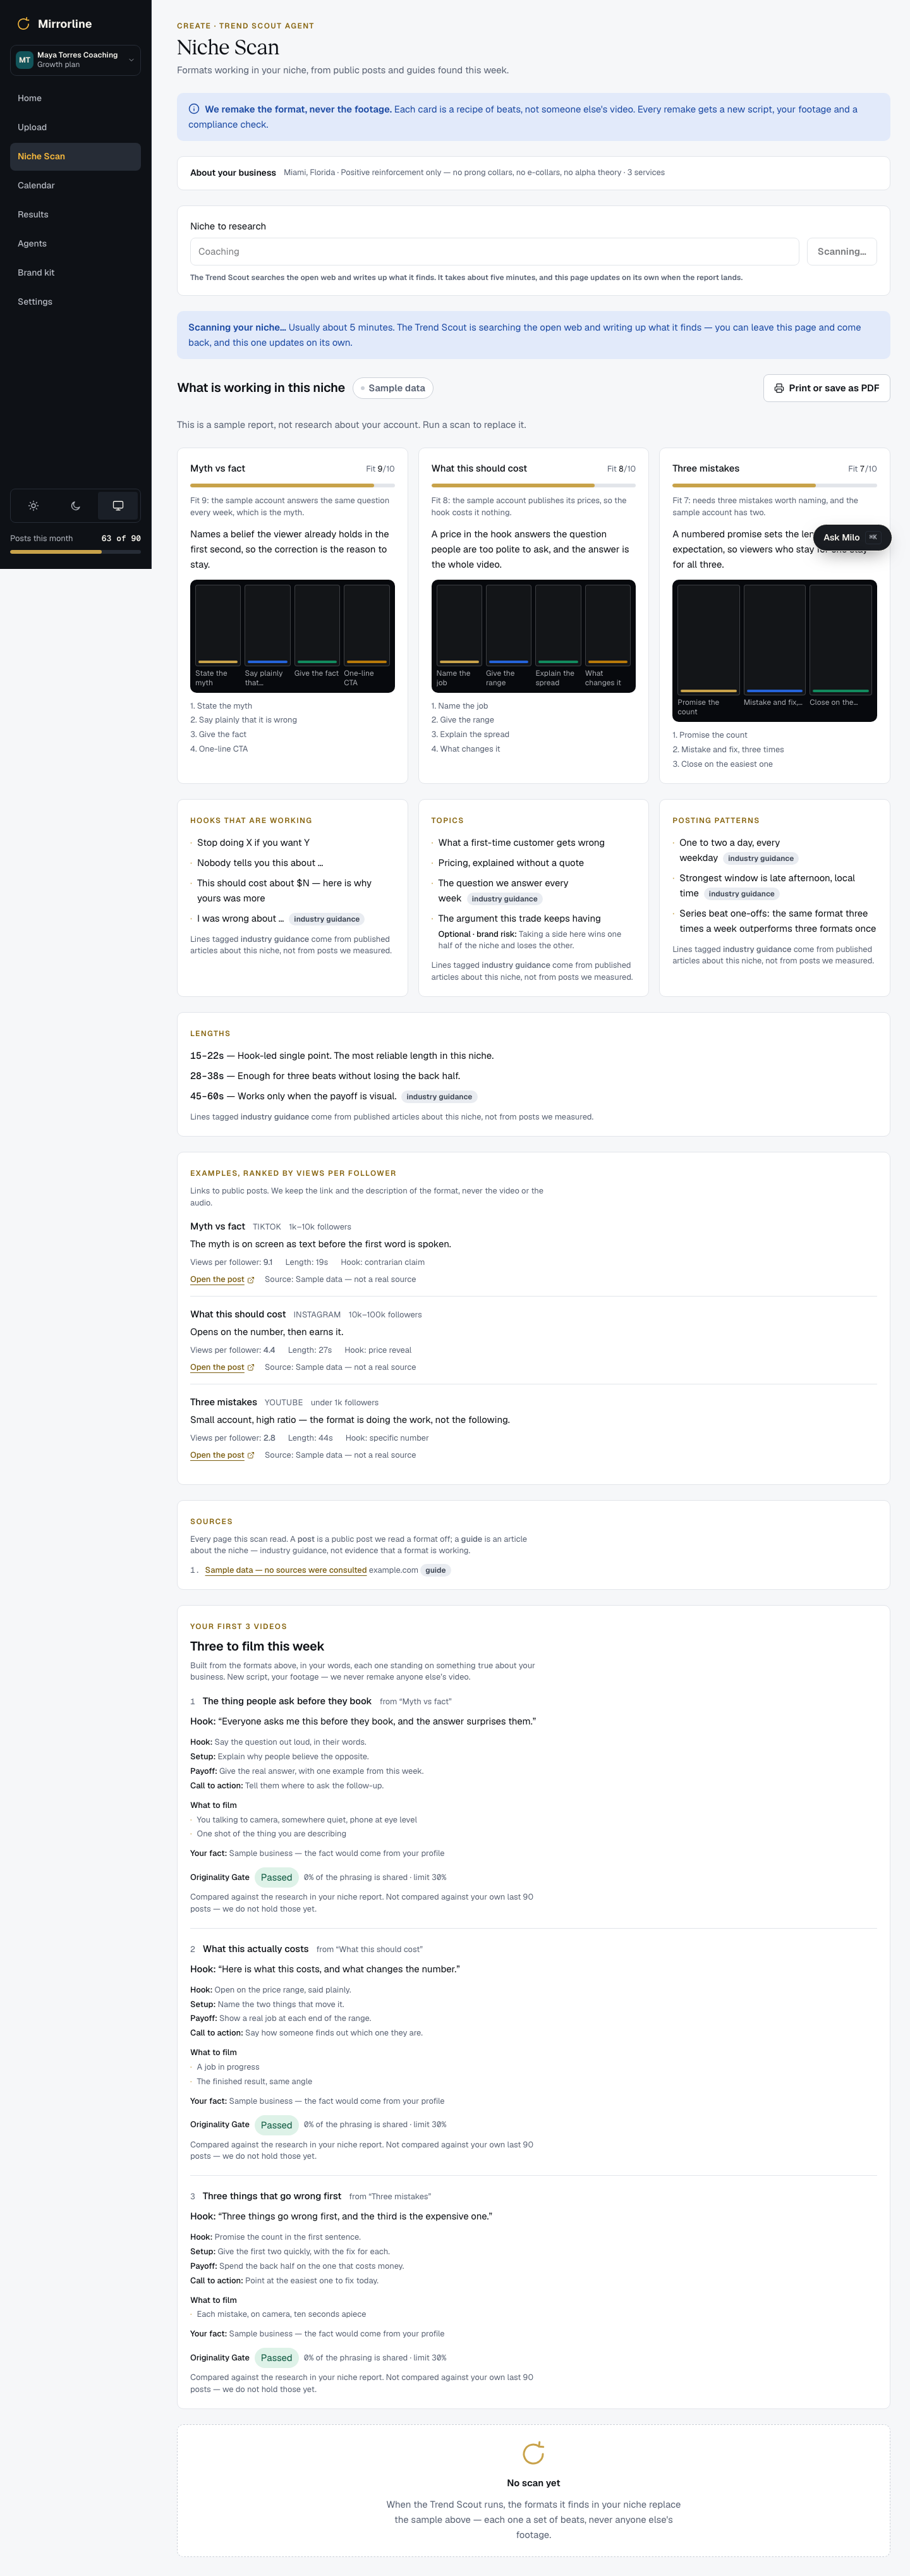 Mirrorline
MT
Maya Torres Coaching
Growth plan
Home
Upload
Niche Scan
Calendar
Results
Agents
Brand kit
Settings
Posts this month 63 of 90
CREATE · TREND SCOUT AGENT
Niche Scan
Formats working in your niche, from public posts and guides found this week.
We remake the format, never the footage. Each card is a recipe of beats, not someone else's video. Every remake gets a new script, your footage and a
compliance check.
About your business Miami, Florida · Positive reinforcement only — no prong collars, no e-collars, no alpha theory · 3 services
Niche to research
Coaching
Scanning...
The Trend Scout searches the open web and writes up what it finds. It takes about five minutes, and this page updates on its own when the report lands.
Scanning your niche... Usually about 5 minutes. The Trend Scout is searching the open web and writing up what it finds — you can leave this page and come
back, and this one updates on its own.
What is working in this niche
Sample data
Print or save as PDF
This is a sample report, not research about your account. Run a scan to replace it.
Myth vs fact Fit 9/10
Fit 9: the sample account answers the same question
every week, which is the myth.
Names a belief the viewer already holds in the
first second, so the correction is the reason to
stay.
State the
myth
Say plainly
that…
Give the fact
One-line
CTA
1. State the myth
2. Say plainly that it is wrong
3. Give the fact
4. One-line CTA
What this should cost Fit 8/10
Fit 8: the sample account publishes its prices, so the
hook costs it nothing.
A price in the hook answers the question
people are too polite to ask, and the answer is
the whole video.
Name the
job
Give the
range
Explain the
spread
What
changes it
1. Name the job
2. Give the range
3. Explain the spread
4. What changes it
Three mistakes Fit 7/10
Fit 7: needs three mistakes worth naming, and the
sample account has two.
A numbered promise sets the
expectation, so viewers who stay
for all three.
Ask Milo ⌘K
Promise the
count
Mistake and fix,…
Close on the…
1. Promise the count
2. Mistake and fix, three times
3. Close on the easiest one
HOOKS THAT ARE WORKING
· Stop doing X if you want Y
· Nobody tells you this about …
· This should cost about $N — here is why
yours was more
· I was wrong about … industry guidance
Lines tagged industry guidance come from published
articles about this niche, not from posts we measured.
TOPICS
· What a first-time customer gets wrong
· Pricing, explained without a quote
· The question we answer every
week industry guidance
· The argument this trade keeps having
Optional · brand risk: Taking a side here wins one
half of the niche and loses the other.
Lines tagged industry guidance come from published
articles about this niche, not from posts we measured.
POSTING PATTERNS
· One to two a day, every
weekday industry guidance
· Strongest window is late afternoon, local
time industry guidance
· Series beat one-offs: the same format three
times a week outperforms three formats once
Lines tagged industry guidance come from published
articles about this niche, not from posts we measured.
LENGTHS
15–22s — Hook-led single point. The most reliable length in this niche.
28–38s — Enough for three beats without losing the back half.
45–60s — Works only when the payoff is visual. industry guidance
Lines tagged industry guidance come from published articles about this niche, not from posts we measured.
EXAMPLES, RANKED BY VIEWS PER FOLLOWER
Links to public posts. We keep the link and the description of the format, never the video or the
audio.
Myth vs fact TIKTOK 1k–10k followers
The myth is on screen as text before the first word is spoken.
Views per follower: 9.1 Length: 19s Hook: contrarian claim
Open the post Source: Sample data — not a real source
What this should cost INSTAGRAM 10k–100k followers
Opens on the number, then earns it.
Views per follower: 4.4 Length: 27s Hook: price reveal
Open the post Source: Sample data — not a real source
Three mistakes YOUTUBE under 1k followers
Small account, high ratio — the format is doing the work, not the following.
Views per follower: 2.8 Length: 44s Hook: specific number
Open the post Source: Sample data — not a real source
SOURCES
Every page this scan read. A post is a public post we read a format off; a guide is an article
about the niche — industry guidance, not evidence that a format is working.
1. Sample data — no sources were consulted example.com guide
YOUR FIRST 3 VIDEOS
Three to film this week
Built from the formats above, in your words, each one standing on something true about your
business. New script, your footage — we never remake anyone else's video.
1 The thing people ask before they book from “Myth vs fact”
Hook: “Everyone asks me this before they book, and the answer surprises them.”
Hook: Say the question out loud, in their words.
Setup: Explain why people believe the opposite.
Payoff: Give the real answer, with one example from this week.
Call to action: Tell them where to ask the follow-up.
What to film
· You talking to camera, somewhere quiet, phone at eye level
· One shot of the thing you are describing
Your fact: Sample business — the fact would come from your profile
Originality Gate Passed 0% of the phrasing is shared · limit 30%
Compared against the research in your niche report. Not compared against your own last 90
posts — we do not hold those yet.
2 What this actually costs from “What this should cost”
Hook: “Here is what this costs, and what changes the number.”
Hook: Open on the price range, said plainly.
Setup: Name the two things that move it.
Payoff: Show a real job at each end of the range.
Call to action: Say how someone finds out which one they are.
What to film
· A job in progress
· The finished result, same angle
Your fact: Sample business — the fact would come from your profile
Originality Gate Passed 0% of the phrasing is shared · limit 30%
Compared against the research in your niche report. Not compared against your own last 90
posts — we do not hold those yet.
3 Three things that go wrong first from “Three mistakes”
Hook: “Three things go wrong first, and the third is the expensive one.”
Hook: Promise the count in the first sentence.
Setup: Give the first two quickly, with the fix for each.
Payoff: Spend the back half on the one that costs money.
Call to action: Point at the easiest one to fix today.
What to film
· Each mistake, on camera, ten seconds apiece
Your fact: Sample business — the fact would come from your profile
Originality Gate Passed 0% of the phrasing is shared · limit 30%
Compared against the research in your niche report. Not compared against your own last 90
posts — we do not hold those yet.
No scan yet
When the Trend Scout runs, the formats it finds in your niche replace
the sample above — each one a set of beats, never anyone else's
footage.